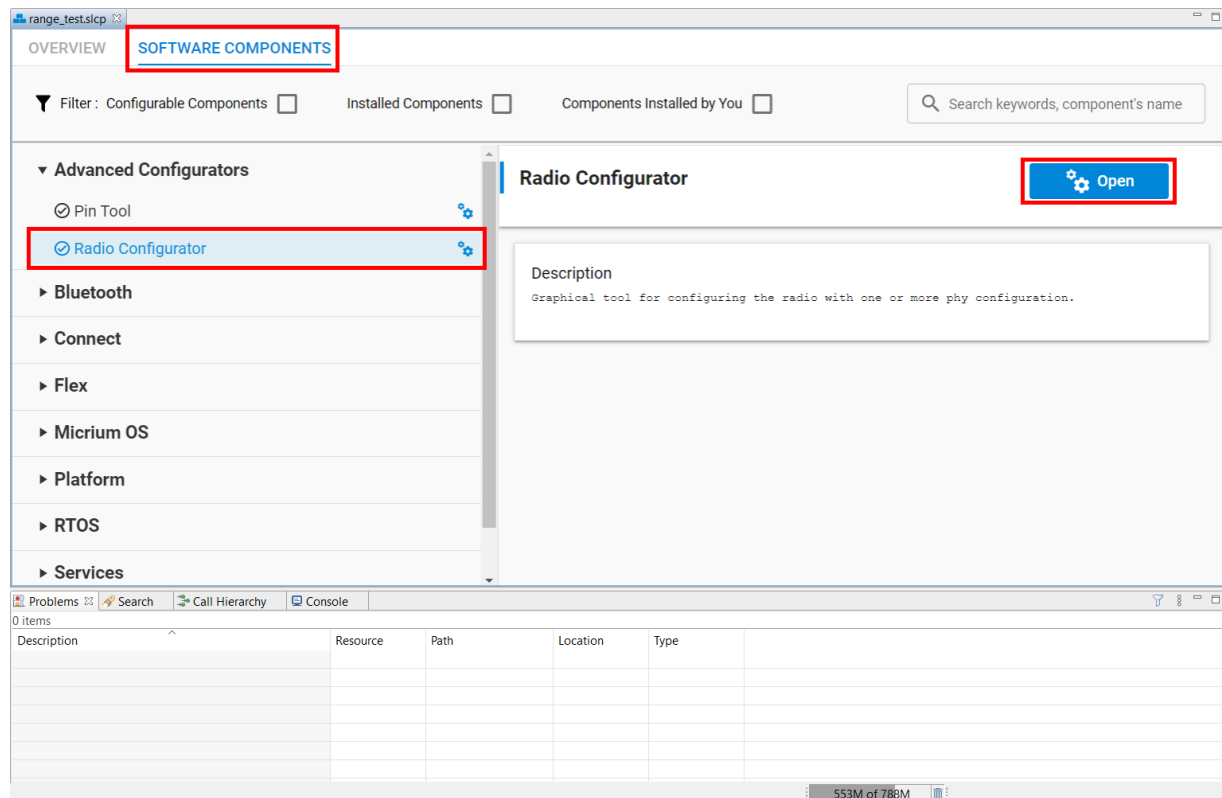 range_test.slcp
OVERVIEW SOFTWARE COMPONENTS
Filter : Configurable Components Installed Components Components Installed by You Search keywords, component's name
Advanced Configurators
Pin Tool
Radio Configurator
Bluetooth
Connect
Flex
Micrium OS
Platform
RTOS
Services
Radio Configurator
Open
Description
Graphical tool for configuring the radio with one or more phy configuration.
Problems Search Call Hierarchy Console
0 items
Description Resource Path Location Type
553M of 788M